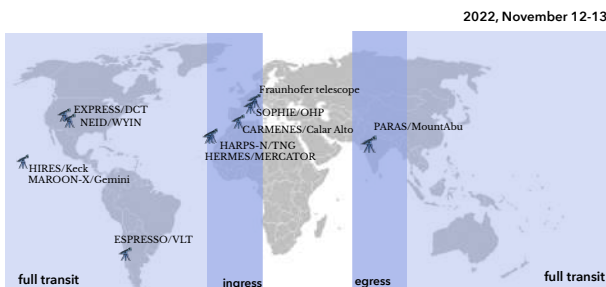 2022, November 12-13
Fraunhofer telescope
EXPRESS/DCT
SOPHIE/OHP
NEID/WYIN
CARMENES/Calar Alto
PARAS/MountAbu
HARPS-N/TNG
HERMES/MERCATOR
HIRES/Keck
MAROON-X/Gemini
ESPRESSO/VLT
full transit
ingress
egress
full transit